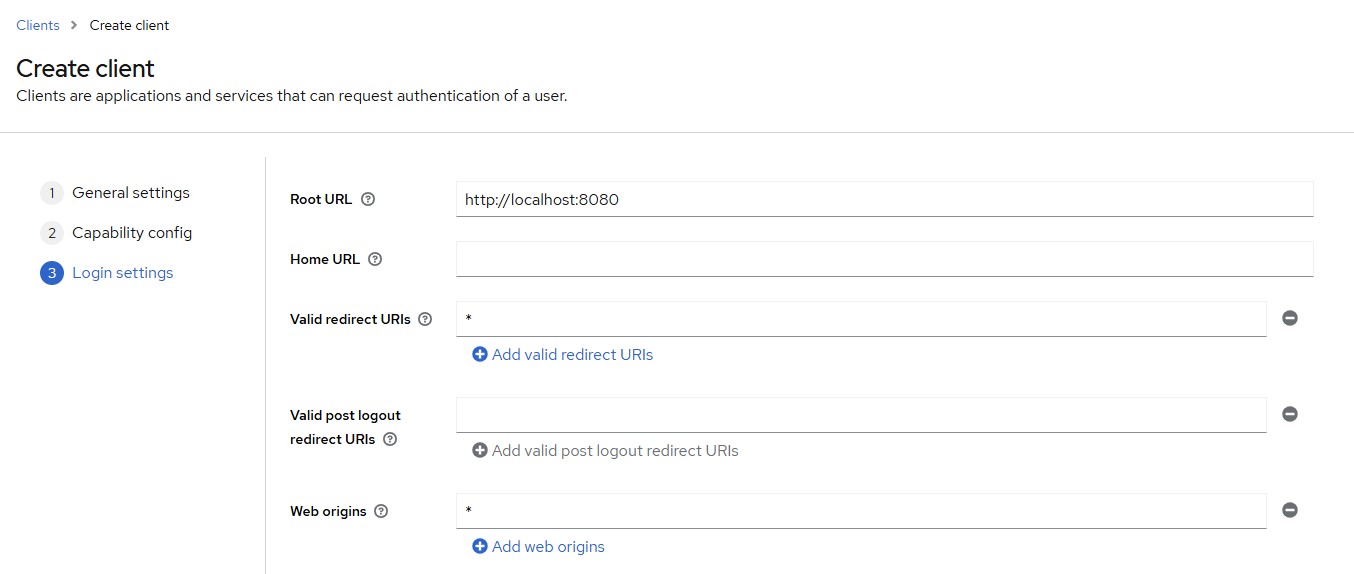 Clients > Create client
Create client
Clients are applications and services that can request authentication of a user.
1 General settings
2 Capability config
3 Login settings
Root URL ? http://localhost:8080
Home URL ?
Valid redirect URIs ? *
Add valid redirect URIs
Valid post logout
redirect URIs ?
Add valid post logout redirect URIs
Web origins ? *
Add web origins